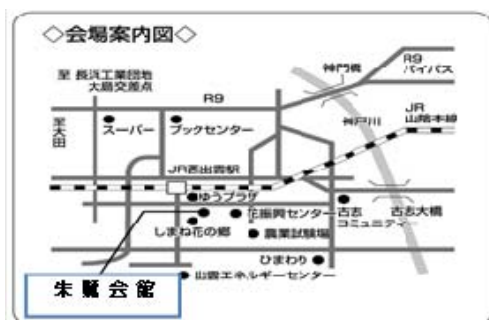 ◇会場案内図◇
至 長浜工業団地
大島交差点
神門橋
R9
バイパス
R9
至大田
スーパー
ブックセンター
神戸川
JR
山陰本線
JR西出雲駅
ゆうプラザ
花振興センター
古志
コミュニティ
古志大橋
しまね花の郷
農業試験場
ひまわり
出雲エネルギーセンター
朱鷺会館